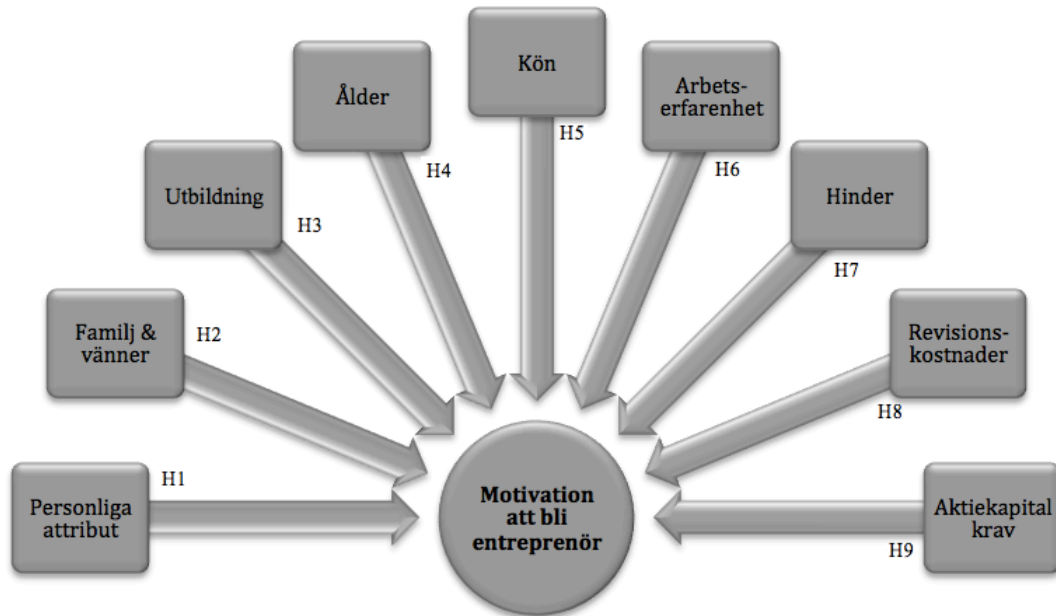 Kön
H5
Ålder
H4
Arbets-
erfarenhet
H6
Utbildning
H3
Hinder
H7
Familj &
vänner
H2
Revisions-
kostnader
H8
Personliga
attribut
H1
Motivation
att bli
entreprenör
Aktiekapital
krav
H9